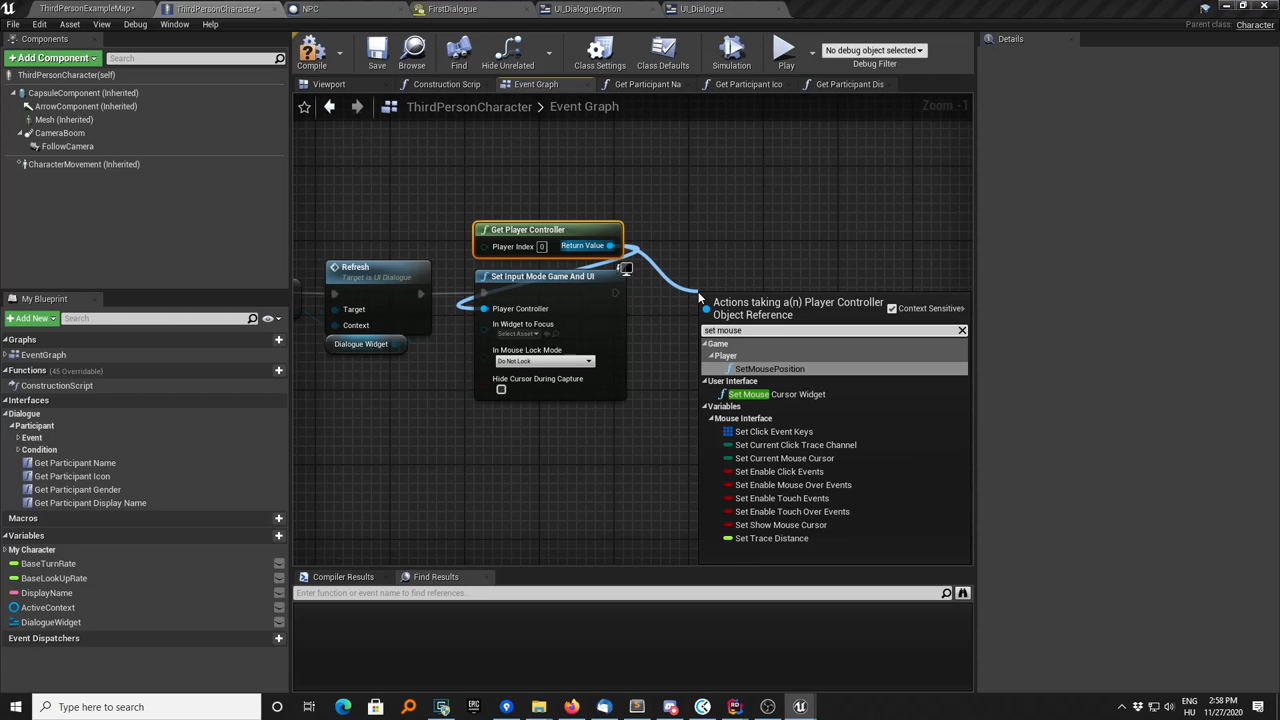 ThirdPersonExampleMap*
ThirdPersonCharacter*
NPC
FirstDialogue
UI_DialogueOption
UI_Dialogue
File
Edit
Asset
View
Debug
Window
Help
Parent class: Character
Components
+Add Component
Search
ThirdPersonCharacter(self)
CapsuleComponent (Inherited)
ArrowComponent (Inherited)
Mesh (Inherited)
CameraBoom
FollowCamera
CharacterMovement (Inherited)
Compile
Save
Browse
Find
Hide Unrelated
Class Settings
Class Defaults
Simulation
Play
No debug object selected
Debug Filter
Details
Viewport
Construction Scrip
Event Graph
Get Participant Na
Get Participant Ico
Get Participant Dis
ThirdPersonCharacter > Event Graph
Zoom -1
Get Player Controller
Player Index 0
Return Value
Refresh
Target is UI Dialogue
Target
Context
Dialogue Widget
Set Input Mode Game And UI
Player Controller
In Widget to Focus
Select Asset
In Mouse Lock Mode
Do Not Lock
Hide Cursor During Capture
Actions taking a(n) Player Controller
Object Reference
Context Sensitive
set mouse
Game
Player
SetMousePosition
User Interface
Set Mouse Cursor Widget
Variables
Mouse Interface
Set Click Event Keys
Set Current Click Trace Channel
Set Current Mouse Cursor
Set Enable Click Events
Set Enable Mouse Over Events
Set Enable Touch Events
Set Enable Touch Over Events
Set Show Mouse Cursor
Set Trace Distance
My Blueprint
+Add New
Search
Graphs
EventGraph
Functions (45 Overridable)
ConstructionScript
Interfaces
Dialogue
Participant
Event
Condition
Get Participant Name
Get Participant Icon
Get Participant Gender
Get Participant Display Name
Macros
Variables
My Character
BaseTurnRate
BaseLookUpRate
DisplayName
ActiveContext
DialogueWidget
Event Dispatchers
Compiler Results
Find Results
Enter function or event name to find references...
Type here to search
ENG
HU
2:58 PM
11/27/2020